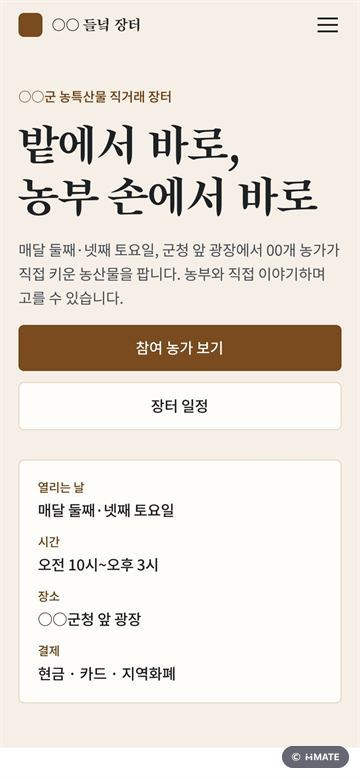 ○○ 들녘 장터
○○군 농특산물 직거래 장터
밭에서 바로,
농부 손에서 바로
매달 둘째·넷째 토요일, 군청 앞 광장에서 00개 농가가
직접 키운 농산물을 팝니다. 농부와 직접 이야기하며
고를 수 있습니다.
참여 농가 보기
장터 일정
열리는 날
매달 둘째·넷째 토요일
시간
오전 10시~오후 3시
장소
○○군청 앞 광장
결제
현금 · 카드 · 지역화폐